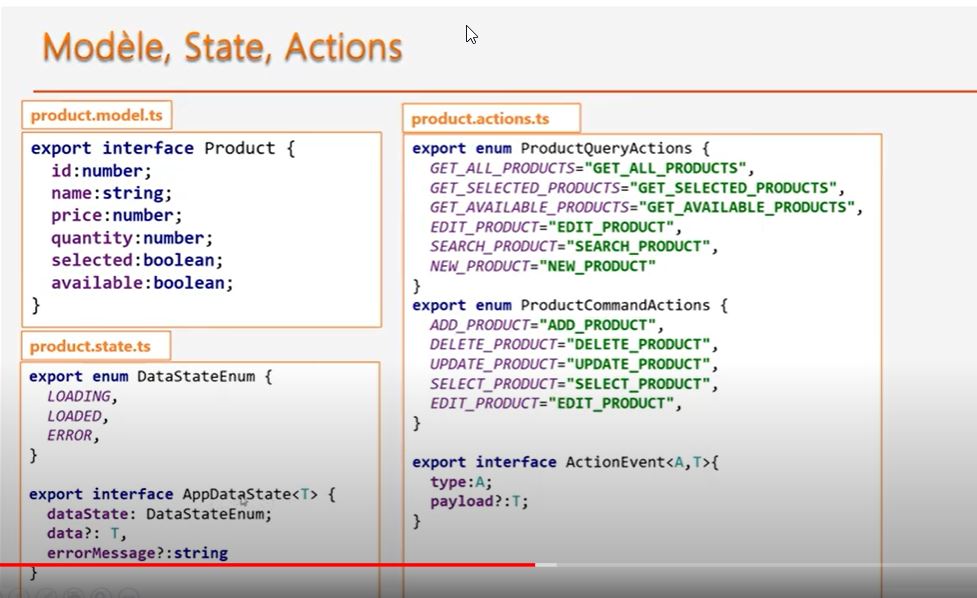 Modèle, State, Actions
product.model.ts
export interface Product {
id:number;
name:string;
price:number;
quantity:number;
selected:boolean;
available:boolean;
}
product.state.ts
export enum DataStateEnum {
LOADING,
LOADED,
ERROR,
}
export interface AppDataState<T> {
dataState: DataStateEnum;
data?: T,
errorMessage?:string
}
product.actions.ts
export enum ProductQueryActions {
GET_ALL_PRODUCTS="GET_ALL_PRODUCTS",
GET_SELECTED_PRODUCTS="GET_SELECTED_PRODUCTS",
GET_AVAILABLE_PRODUCTS="GET_AVAILABLE_PRODUCTS",
EDIT_PRODUCT="EDIT_PRODUCT",
SEARCH_PRODUCT="SEARCH_PRODUCT",
NEW_PRODUCT="NEW_PRODUCT"
}
export enum ProductCommandActions {
ADD_PRODUCT="ADD_PRODUCT",
DELETE_PRODUCT="DELETE_PRODUCT",
UPDATE_PRODUCT="UPDATE_PRODUCT",
SELECT_PRODUCT="SELECT_PRODUCT",
EDIT_PRODUCT="EDIT_PRODUCT",
}
export interface ActionEvent<A,T>{
type:A;
payload?:T;
}